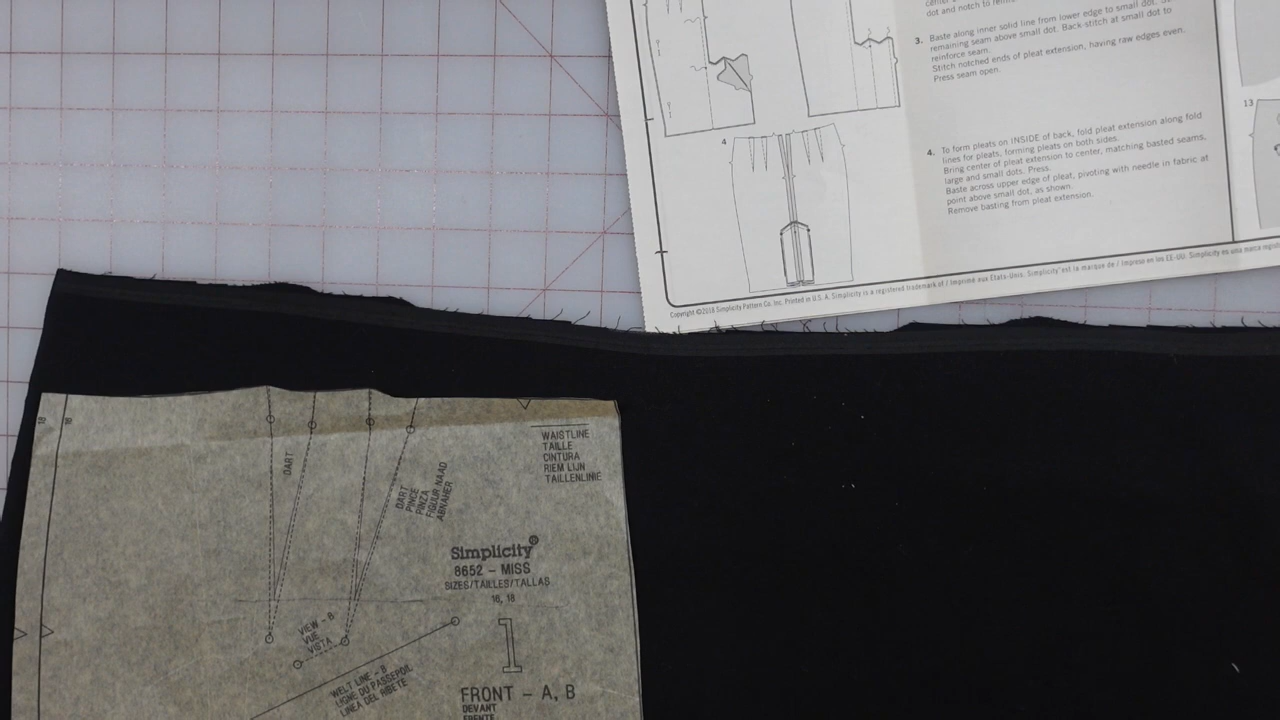 dot and notch to reinfo
3. Baste along inner solid line from lower edge to small dot.
remaining seam above small dot. Back-stitch at small dot to
reinforce seam.
Stitch notched ends of pleat extension, having raw edges even.
Press seam open.
13
4
4. To form pleats on INSIDE of back, fold pleat extension along fold
lines for pleats, forming pleats on both sides.
Bring center of pleat extension to center, matching basted seams,
large and small dots. Press.
Baste across upper edge of pleat, pivoting with needle in fabric at
point above small dot, as shown.
Remove basting from pleat extension.
Copyright ©2018 Simplicity Pattern Co. Inc. Printed in U.S.A. Simplicity is a registered trademark of / Imprimé aux États-Unis. Simplicity est la marque de / Impreso en los EE-UU. Simplicity es una marca
18
16
DART
DART
PINCE
PINZA
FIGUUR NAAD
ABNAHER
WAISTLINE
TAILLE
CINTURA
RIEM LIJN
TAILLENLINIE
Simplicity®
8652 - MISS
SIZES/TAILLES/TALLAS
16, 18
VIEW - B
VUE
VISTA
1
WELT LINE - B
LIGNE DU PASSEPOIL
LINEA DEL RIBETE
FRONT - A, B
DEVANT
FRENTE